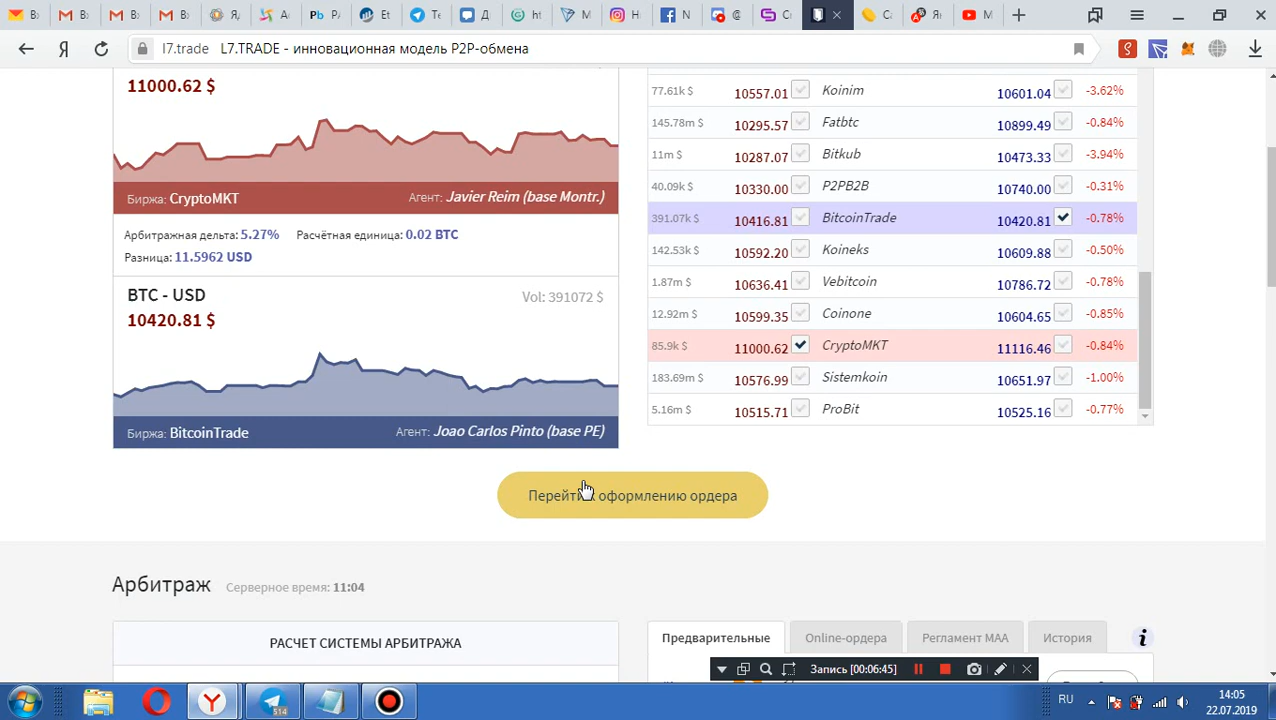 В
В
В
В
Яд
А
Pb Р
Et
Т
Д
ht
М
Н
F
@
С
С
Ян
М
Я l7.trade L7.TRADE - инновационная модель P2P-обмена
11000.62 $
Биржа: CryptoMKT Агент: Javier Reim (base Montr.)
Арбитражная дельта: 5.27% Расчётная единица: 0.02 BTC
Разница: 11.5962 USD
BTC - USD Vol: 391072 $
10420.81 $
Биржа: BitcoinTrade Агент: Joao Carlos Pinto (base PE)
77.61k $ 10557.01 Koinim 10601.04 -3.62%
145.78m $ 10295.57 Fatbtc 10899.49 -0.84%
11m $ 10287.07 Bitkub 10473.33 -3.94%
40.09k $ 10330.00 P2PB2B 10740.00 -0.31%
391.07k $ 10416.81 BitcoinTrade 10420.81 -0.78%
142.53k $ 10592.20 Koineks 10609.88 -0.50%
1.87m $ 10636.41 Vebitcoin 10786.72 -0.78%
12.92m $ 10599.35 Coinone 10604.65 -0.85%
85.9k $ 11000.62 CryptoMKT 11116.46 -0.84%
183.69m $ 10576.99 Sistemkoin 10651.97 -1.00%
5.16m $ 10515.71 ProBit 10525.16 -0.77%
Перейти к оформлению ордера
Арбитраж Серверное время: 11:04
РАСЧЕТ СИСТЕМЫ АРБИТРАЖА
Предварительные Online-ордера Регламент МАА История
Запись [00:06:45]
514
RU
14:05
22.07.2019